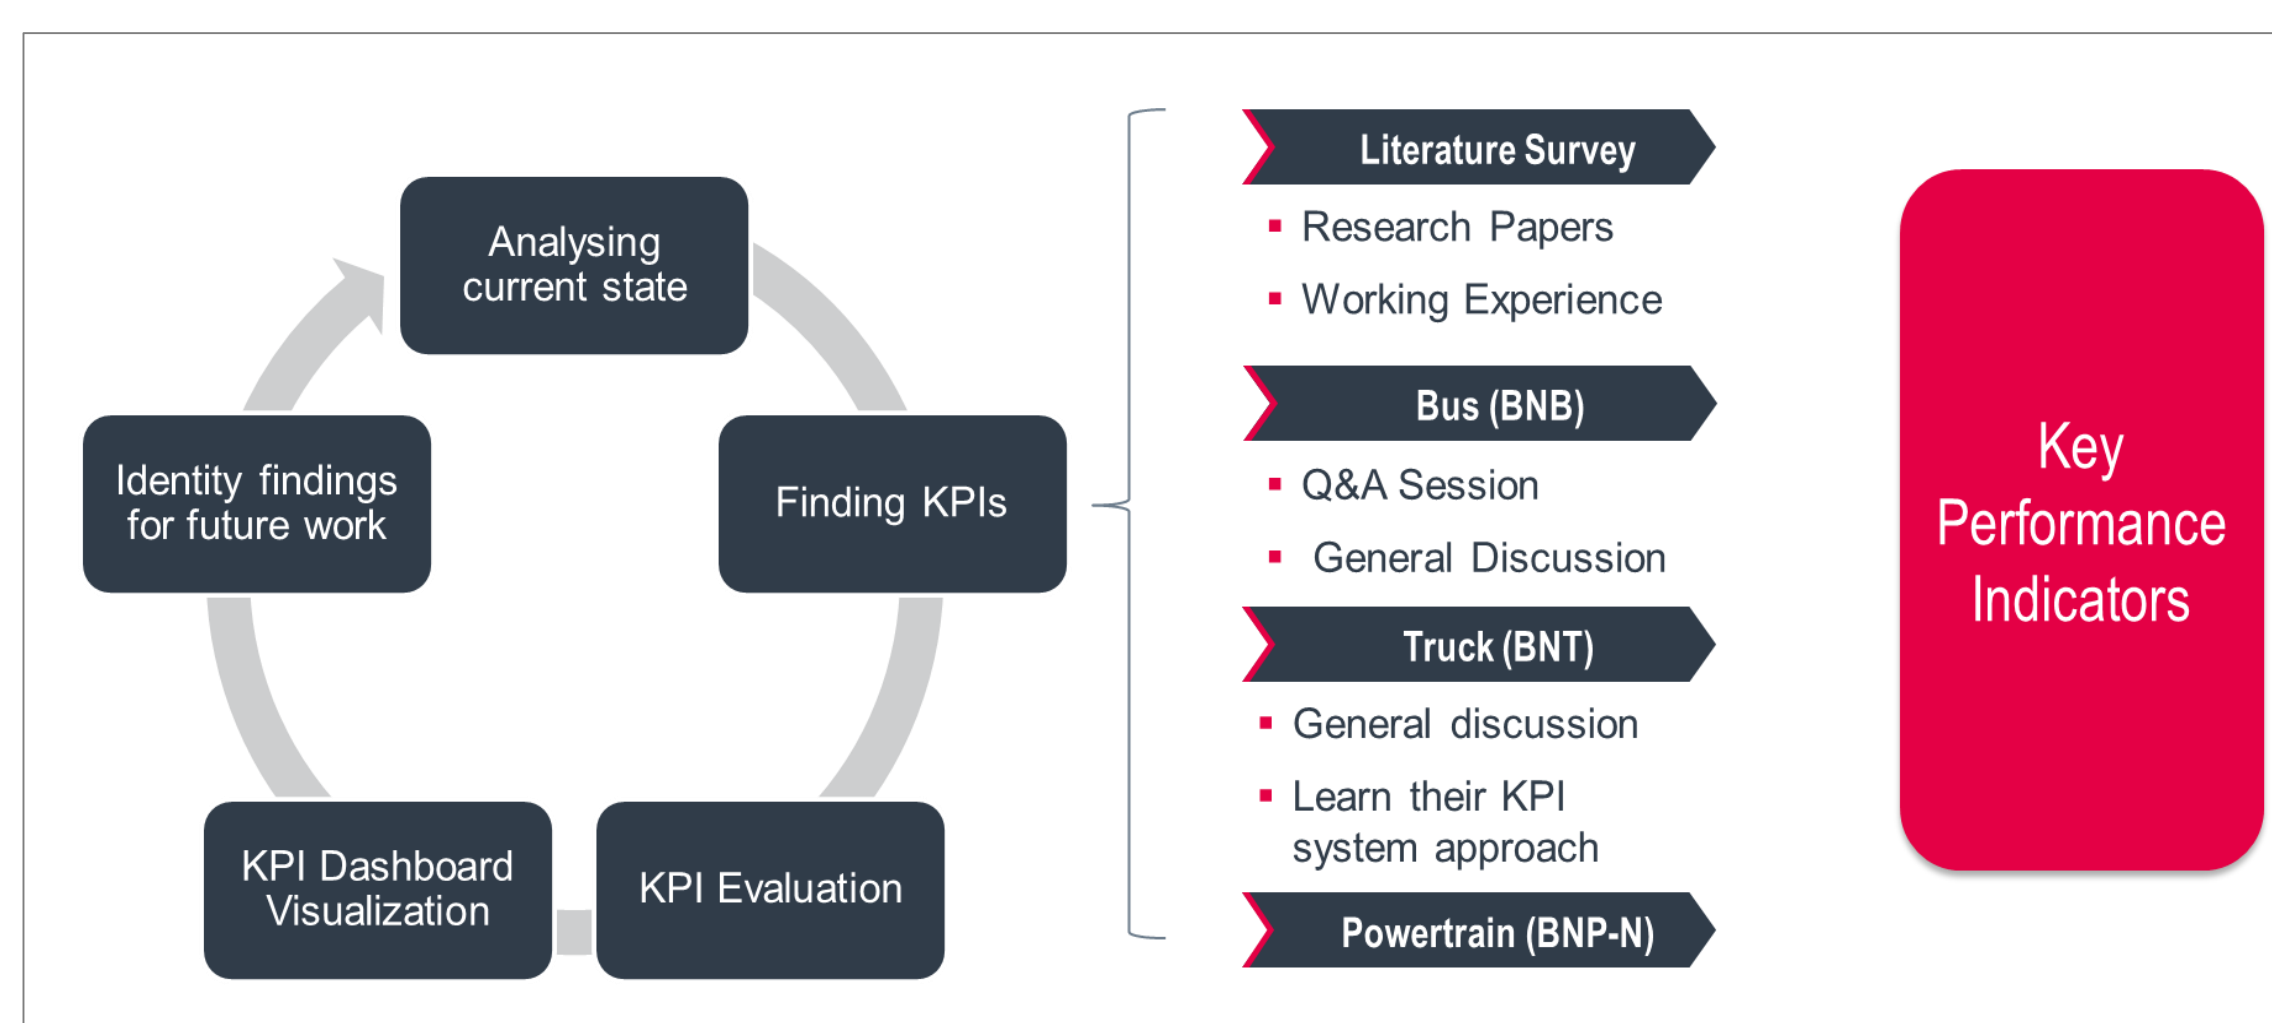 Analysing
current state
Finding KPIs
KPI Evaluation
KPI Dashboard
Visualization
Identity findings
for future work
Literature Survey
Research Papers
Working Experience
Bus (BNB)
Q&A Session
General Discussion
Truck (BNT)
General discussion
Learn their KPI
system approach
Powertrain (BNP-N)
Key
Performance
Indicators